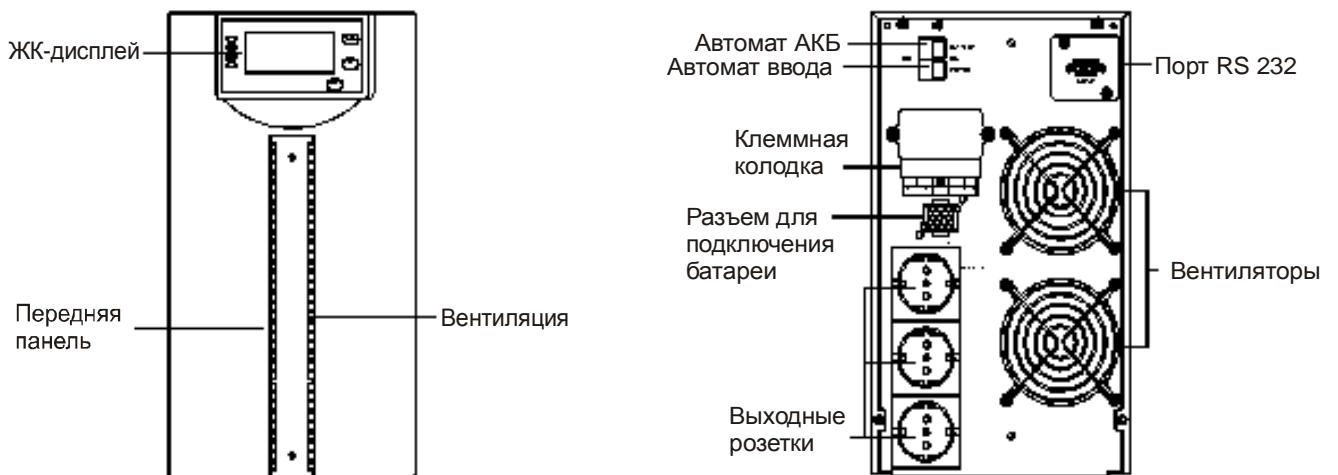 ЖК-дисплей
Передняя
панель
Вентиляция
Автомат АКБ
Автомат ввода
Клеммная
колодка
Разъем для
подключения
батареи
Выходные
розетки
Порт RS 232
Вентиляторы